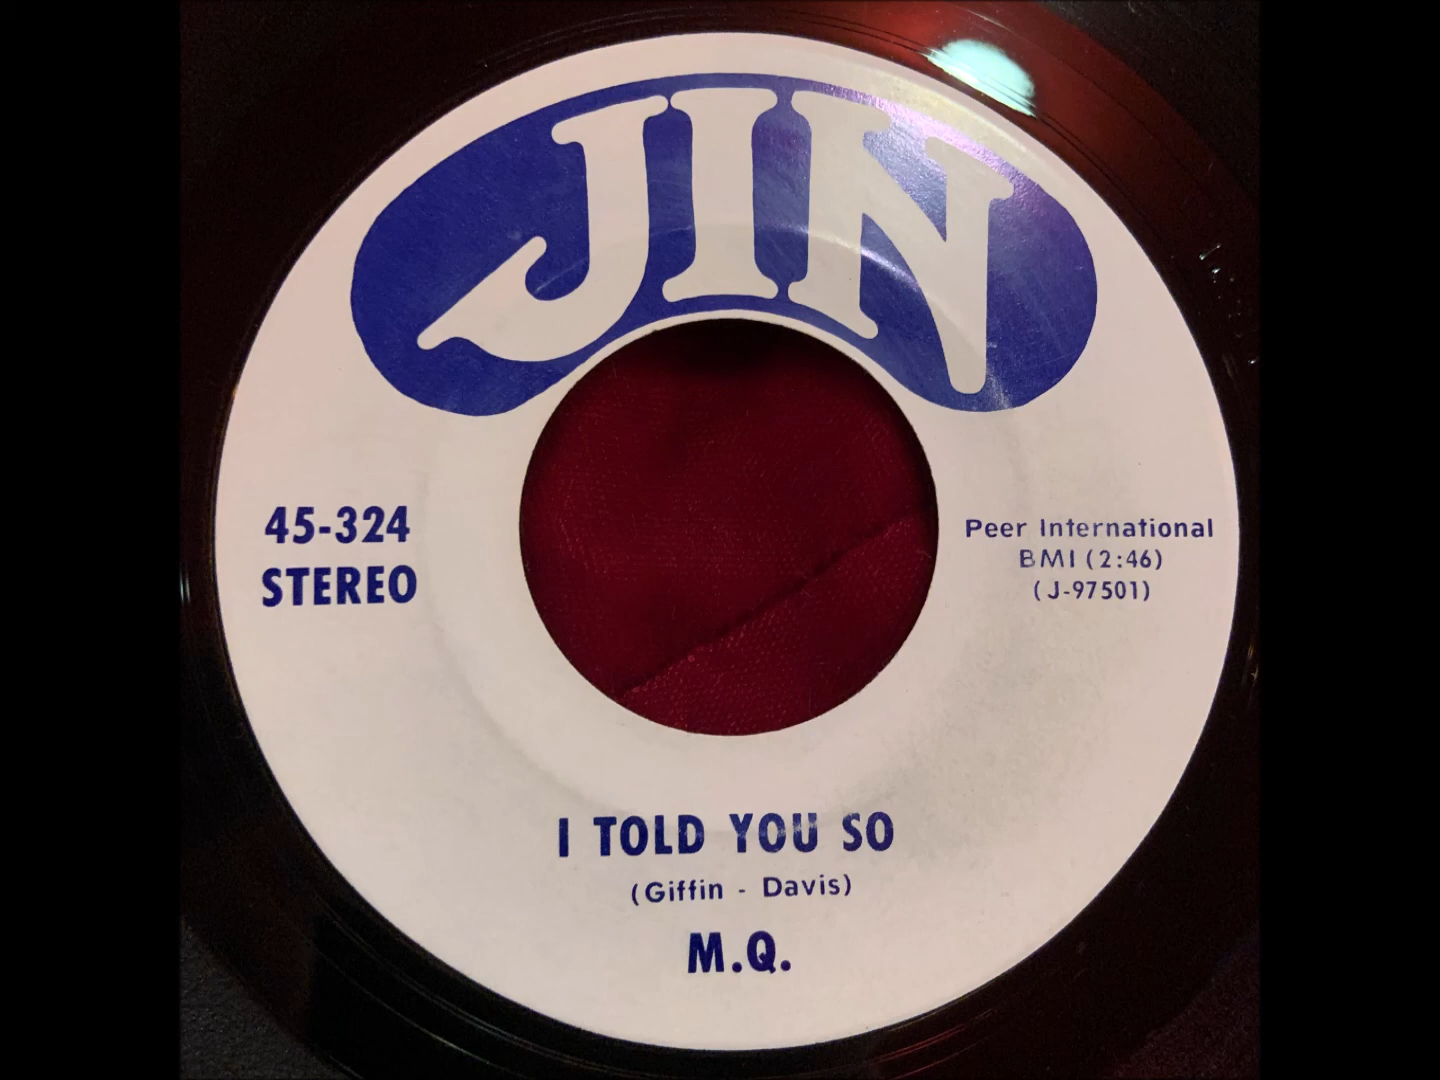 JIN
45-324
STEREO
Peer International
BMI (2:46)
(J-97501)
I TOLD YOU SO
(Giffin - Davis)
M.Q.